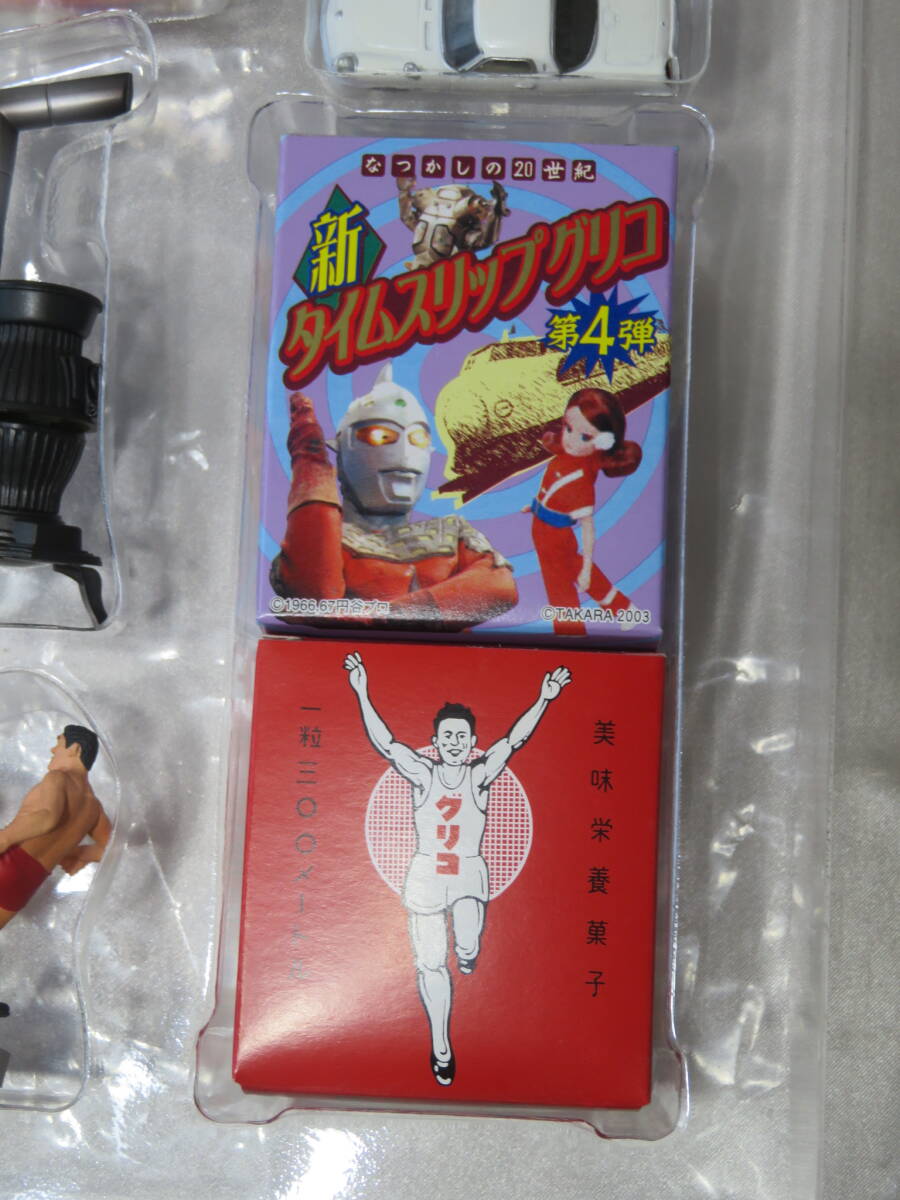 なつかしの20世紀
新
タイムスリップグリコ
第4弾
©1966,67円谷プロ
©TAKARA 2003
美味栄養菓子
グリコ
一粒三〇〇メートル